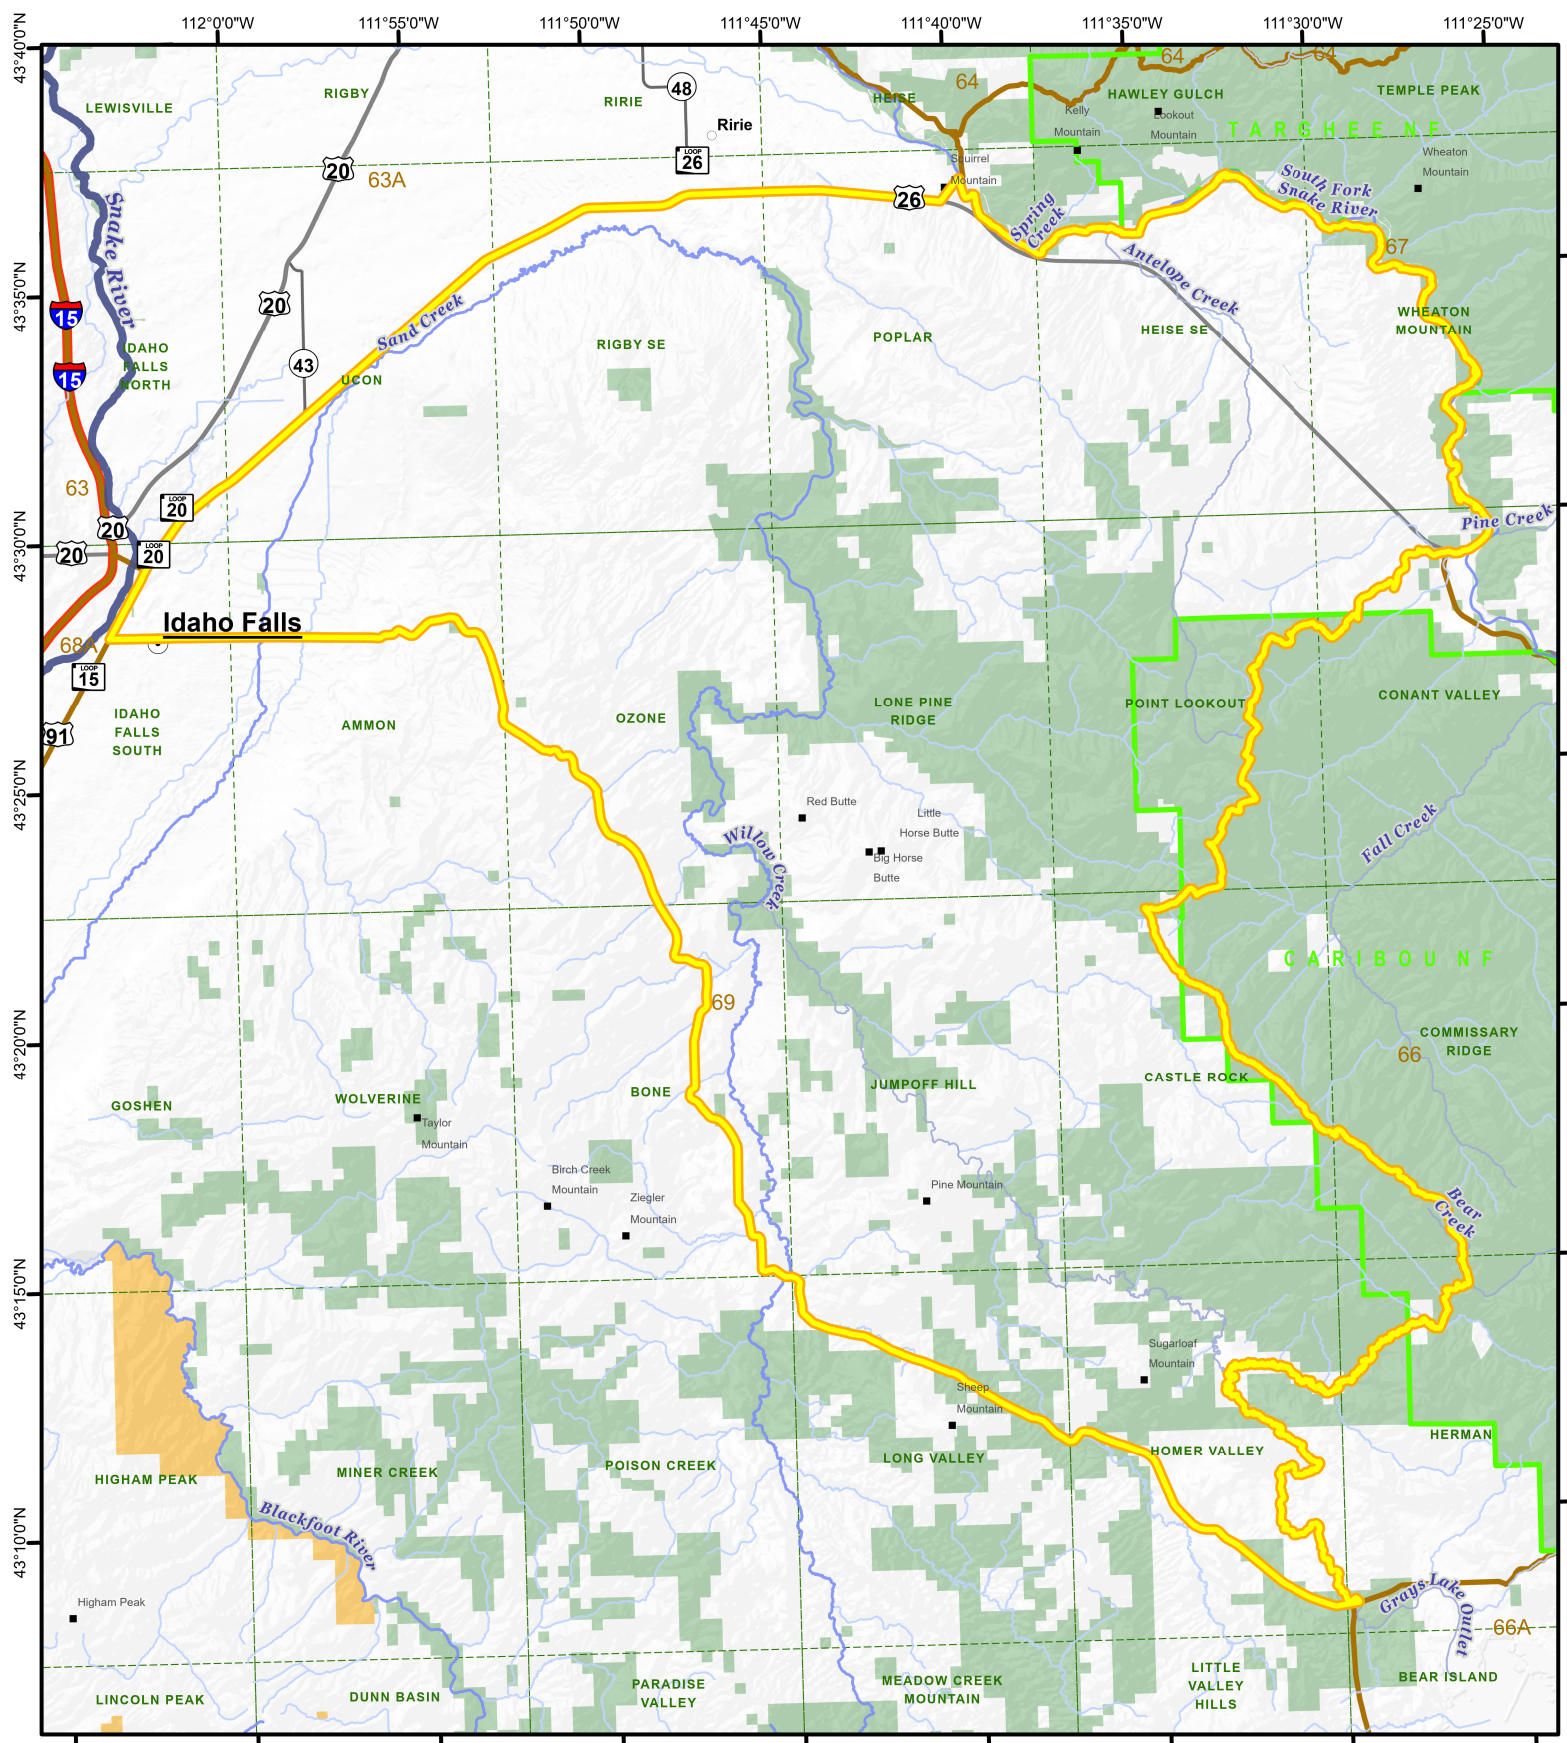 112°0'0"W 111°55'0"W 111°50'0"W 111°45'0"W 111°40'0"W 111°35'0"W 111°30'0"W 111°25'0"W
43°40'0"N
43°35'0"N
43°30'0"N
43°25'0"N
43°20'0"N
43°15'0"N
43°10'0"N
LEWISVILLE
RIGBY
RIRIE
HEISE
HAWLEY GULCH
TEMPLE PEAK
TARGHEE NF
64
64
64
48
Ririe
LOOP
26
20
63A
26
Kelly
Mountain
Lookout
Mountain
Squirrel
Mountain
Wheaton
Mountain
South Fork
Snake River
Spring
Creek
67
Antelope Creek
Snake River
15
15
20
43
Sand Creek
IDAHO
FALLS
NORTH
UCON
RIGBY SE
POPLAR
HEISE SE
WHEATON
MOUNTAIN
63
LOOP
20
20
LOOP
20
20
Pine Creek
Idaho Falls
68A
LOOP
15
91
IDAHO
FALLS
SOUTH
AMMON
OZONE
LONE PINE
RIDGE
POINT LOOKOUT
CONANT VALLEY
Red Butte
Little
Horse Butte
Big Horse
Butte
Willow Creek
Fall Creek
CARIBOU NF
69
COMMISSARY
RIDGE
66
GOSHEN
WOLVERINE
BONE
JUMPOFF HILL
CASTLE ROCK
Taylor
Mountain
Birch Creek
Mountain
Ziegler
Mountain
Pine Mountain
Bear
Creek
Sugarloaf
Mountain
Sheep
Mountain
HIGHAM PEAK
MINER CREEK
POISON CREEK
LONG VALLEY
HOMER VALLEY
HERMAN
Blackfoot River
Higham Peak
Grays Lake Outlet
66A
LINCOLN PEAK
DUNN BASIN
PARADISE
VALLEY
MEADOW CREEK
MOUNTAIN
LITTLE
VALLEY
HILLS
BEAR ISLAND